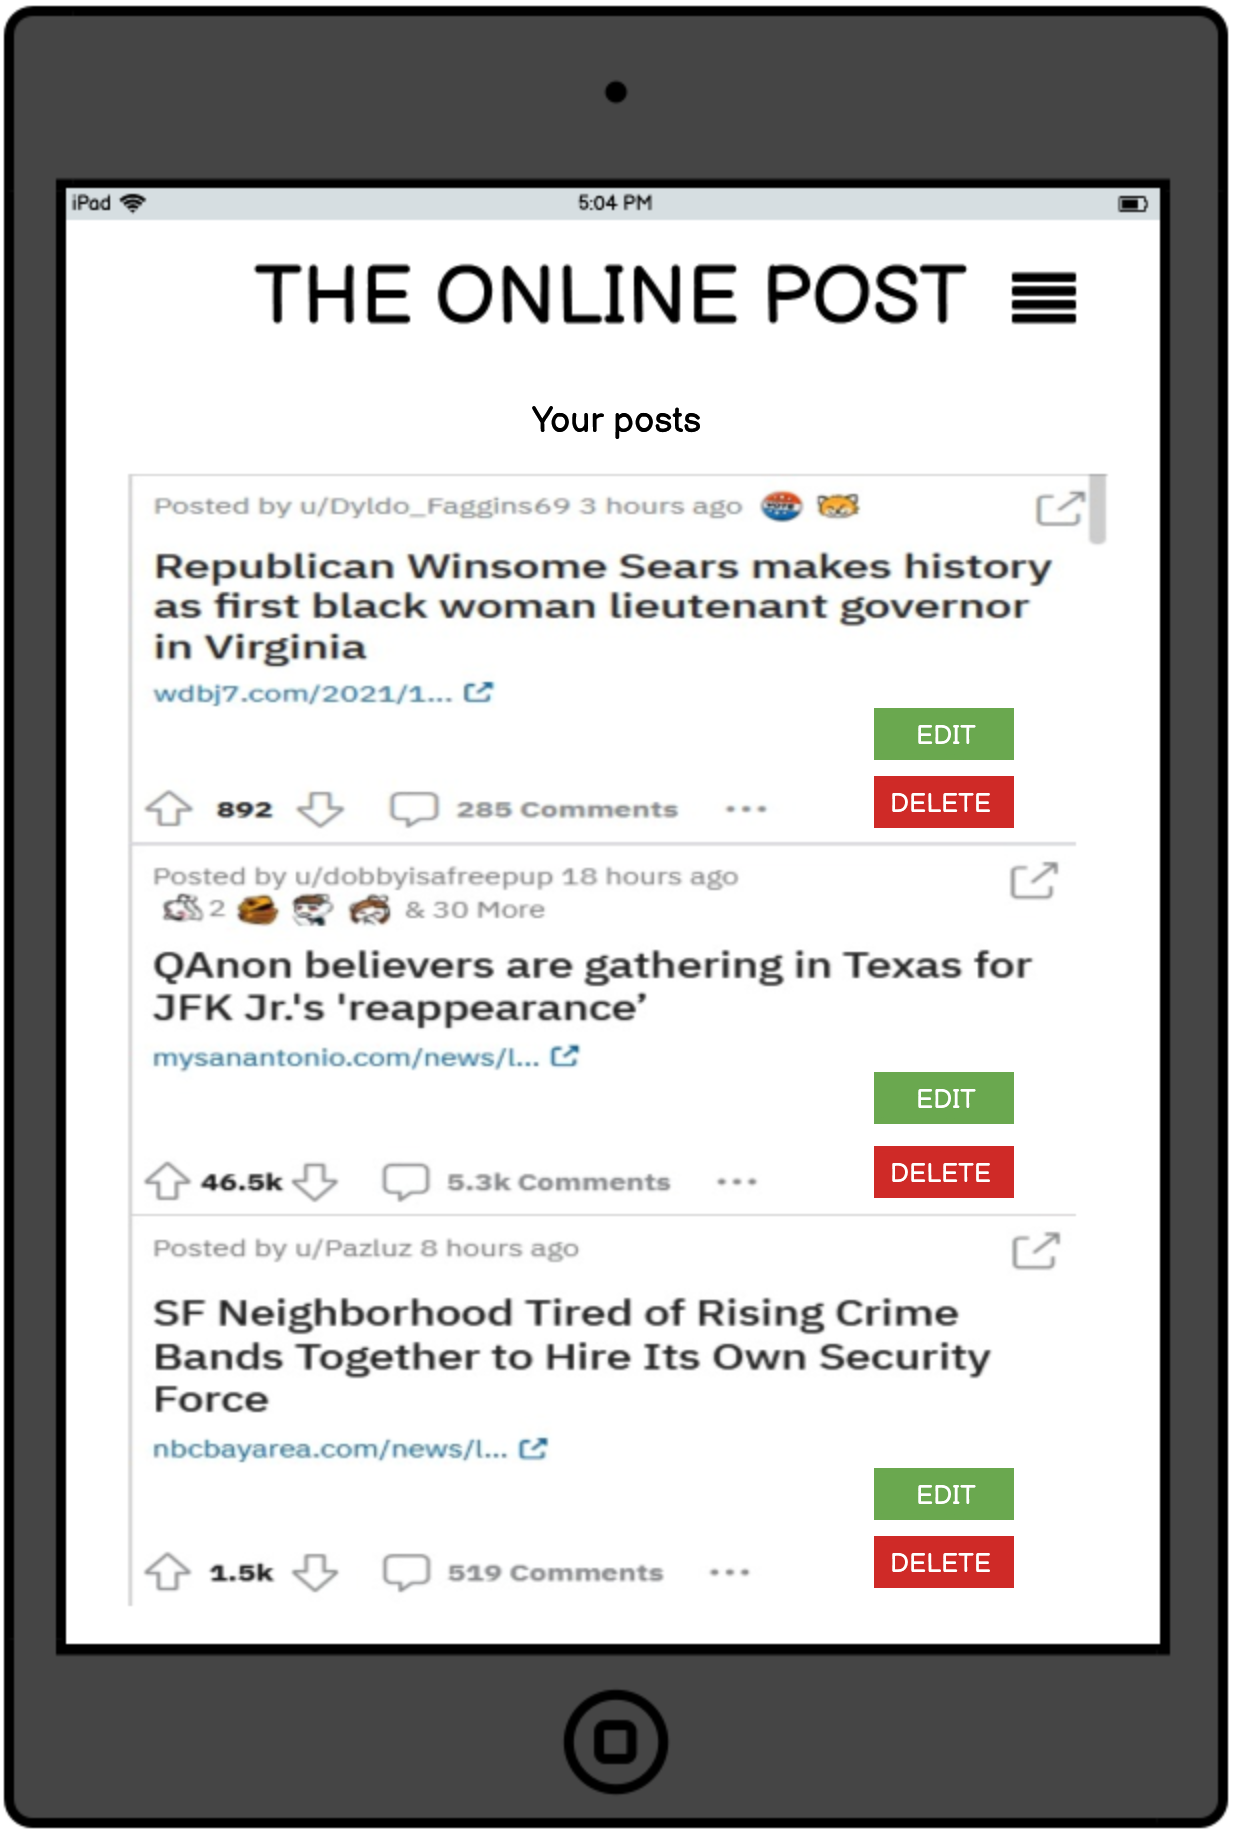 iPad
5:04 PM
THE ONLINE POST
Your posts
Posted by u/Dyldo_Faggins69 3 hours ago
VOTE
Republican Winsome Sears makes history
as first black woman lieutenant governor
in Virginia
wdbj7.com/2021/1...
EDIT
892
285 Comments
...
DELETE
Posted by u/dobbyisafreepup 18 hours ago
2
& 30 More
QAnon believers are gathering in Texas for
JFK Jr.'s 'reappearance’
mysanantonio.com/news/l...
EDIT
46.5k
5.3k Comments
...
DELETE
Posted by u/Pazluz 8 hours ago
SF Neighborhood Tired of Rising Crime
Bands Together to Hire Its Own Security
Force
nbcbayarea.com/news/l...
EDIT
1.5k
519 Comments
...
DELETE